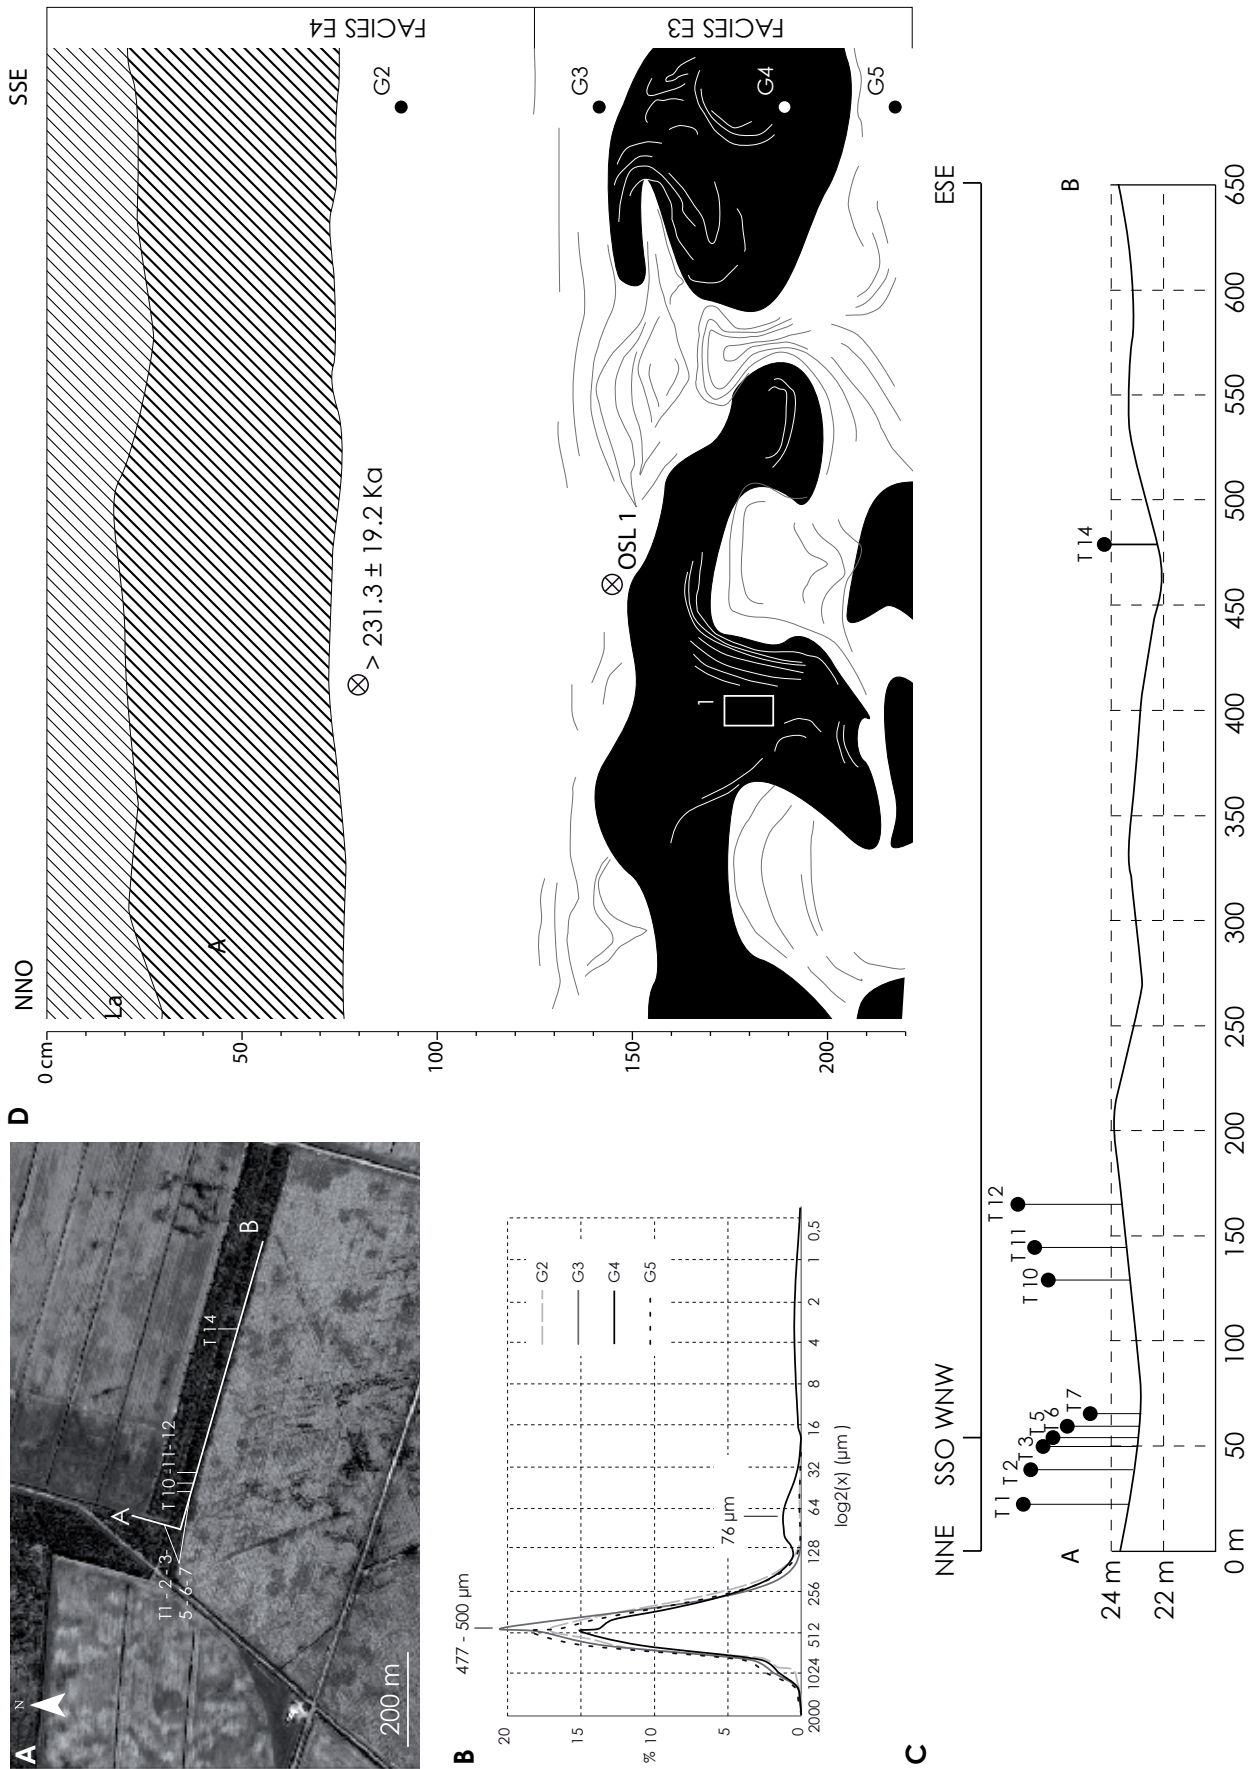 A
N
200 m
A
B
T1 - 2 - 3 -
5 - 6 - 7
T 10 - 11 - 12
T 14
B
477 - 500 µm
76 µm
20
15
% 10
5
0
G2
G3
G4
G5
2000 1024 512 256 128 64 32 16 8 4 2 1 0,5
log2(x) (µm )
C
NNE
SSO WNW
ESE
A
B
T 1
T 2
T 3
T 5
T 6
T 7
T 10
T 11
T 12
T 14
24 m
22 m
0 m 50 100 150 200 250 300 350 400 450 500 550 600 650
D
NNO
SSE
0 cm
50
100
150
200
La
A
> 231.3 ± 19.2 Ka
OSL 1
1
G2
G3
G4
G5
FACIES E4
FACIES E3